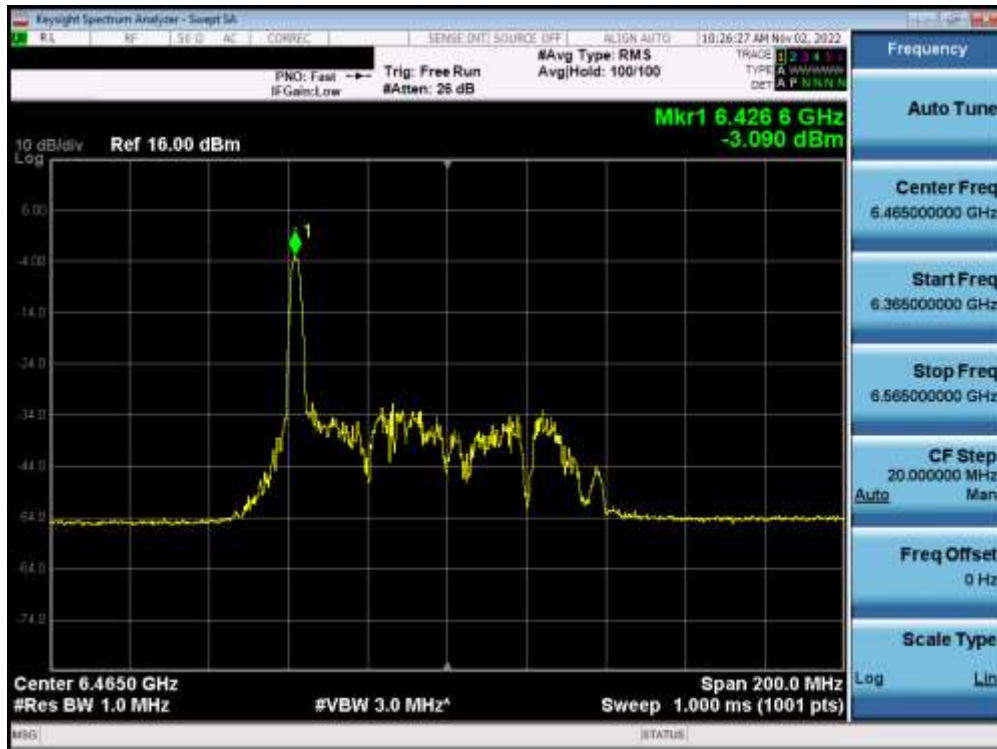 Keysight Spectrum Analyzer - Swept SA
RL RF 50 Ω AC CORREC SENSE:INT SOURCE OFF ALIGN AUTO 10:26:27 AM Nov 02, 2022
PNO: Fast Trig: Free Run #Avg Type: RMS TRACE 1 2 3 4 5 6
IFGain:Low #Atten: 26 dB Avg|Hold: 100/100 TYPE A WWWWW
DET A P N N N N
Mkr1 6.426 6 GHz
-3.090 dBm
10 dB/div Ref 16.00 dBm
Log
6.00
1
-4.00
-14.0
-24.0
-34.0
-44.0
-54.0
-64.0
-74.0
Center 6.4650 GHz Span 200.0 MHz
#Res BW 1.0 MHz #VBW 3.0 MHz* Sweep 1.000 ms (1001 pts)
MSG STATUS
Frequency
Auto Tune
Center Freq
6.465000000 GHz
Start Freq
6.365000000 GHz
Stop Freq
6.565000000 GHz
CF Step
20.000000 MHz
Auto Man
Freq Offset
0 Hz
Scale Type
Log Lin